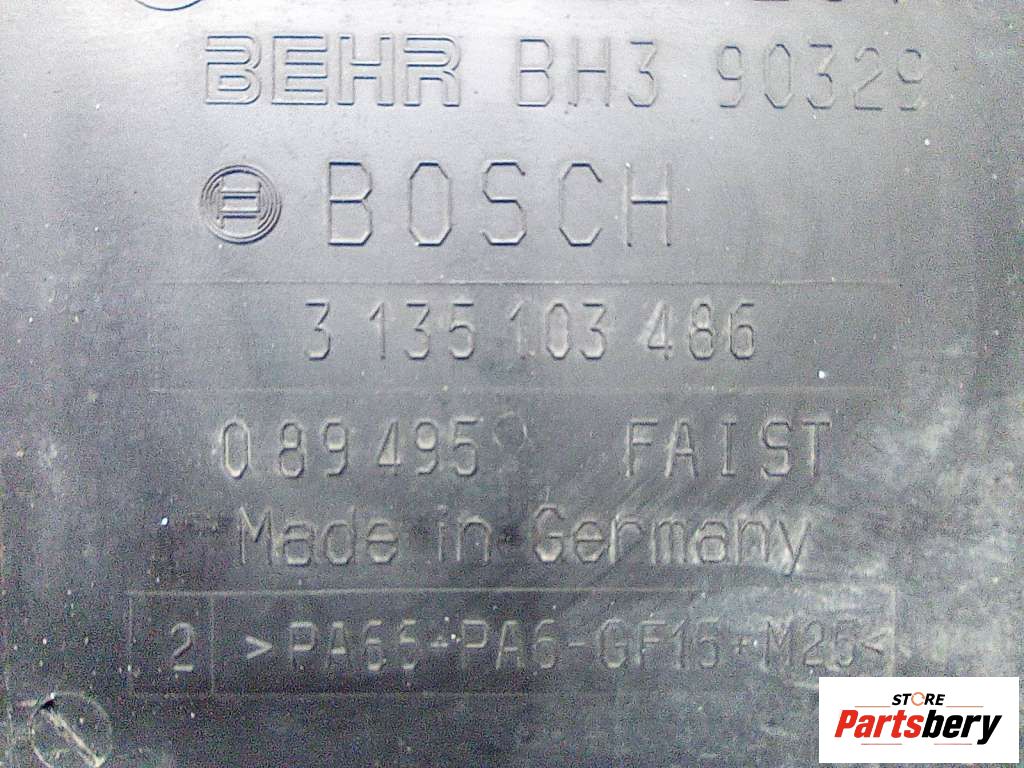 BEHR BH3 90329
BOSCH
3 135 103 486
0 89 495 FAIST
Made in Germany
2 >PA66+PA6-GF15+M25<
STORE
Partsbery